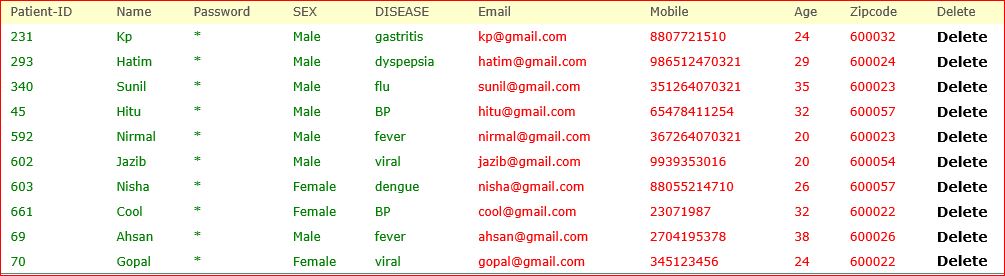 Patient-ID Name Password SEX DISEASE Email Mobile Age Zipcode Delete
231 Kp * Male gastritis kp@gmail.com 8807721510 24 600032 Delete
293 Hatim * Male dyspepsia hatim@gmail.com 986512470321 29 600024 Delete
340 Sunil * Male flu sunil@gmail.com 351264070321 35 600023 Delete
45 Hitu * Male BP hitu@gmail.com 65478411254 32 600057 Delete
592 Nirmal * Male fever nirmal@gmail.com 367264070321 20 600023 Delete
602 Jazib * Male viral jazib@gmail.com 9939353016 20 600054 Delete
603 Nisha * Female dengue nisha@gmail.com 88055214710 26 600057 Delete
661 Cool * Female BP cool@gmail.com 23071987 32 600022 Delete
69 Ahsan * Male fever ahsan@gmail.com 2704195378 38 600026 Delete
70 Gopal * Female viral gopal@gmail.com 345123456 24 600022 Delete